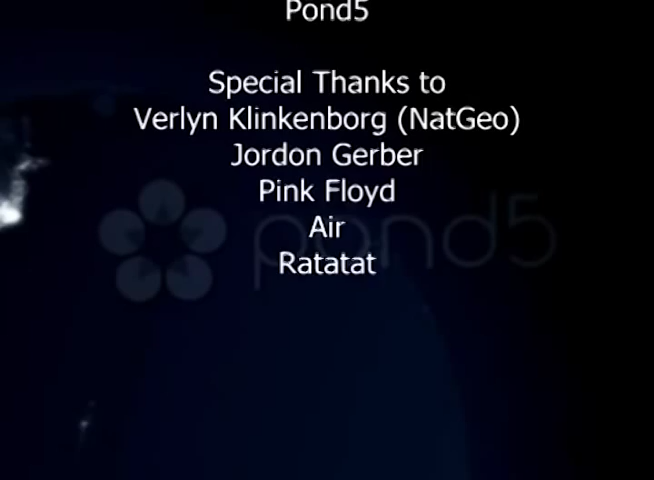 Pond5
Special Thanks to
Verlyn Klinkenborg (NatGeo)
Jordon Gerber
Pink Floyd
Air
Ratatat
pond5